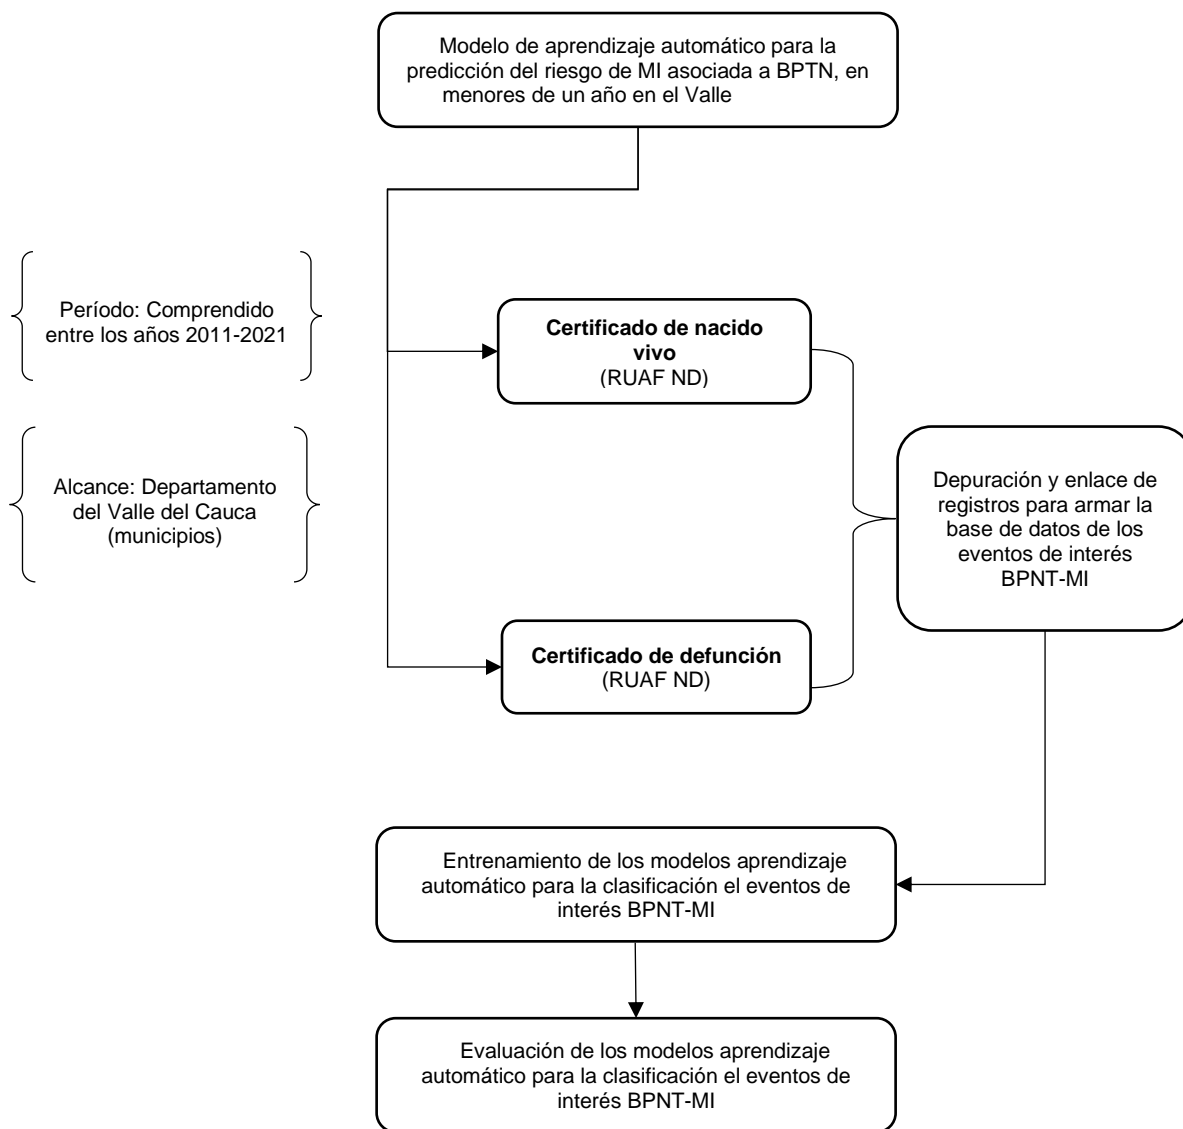 Modelo de aprendizaje automático para la
predicción del riesgo de MI asociada a BPTN, en
menores de un año en el Valle
Período: Comprendido
entre los años 2011-2021
Certificado de nacido
vivo
(RUAF ND)
Alcance: Departamento
del Valle del Cauca
(municipios)
Depuración y enlace de
registros para armar la
base de datos de los
eventos de interés
BPNT-MI
Certificado de defunción
(RUAF ND)
Entrenamiento de los modelos aprendizaje
automático para la clasificación el eventos de
interés BPNT-MI
Evaluación de los modelos aprendizaje
automático para la clasificación el eventos de
interés BPNT-MI